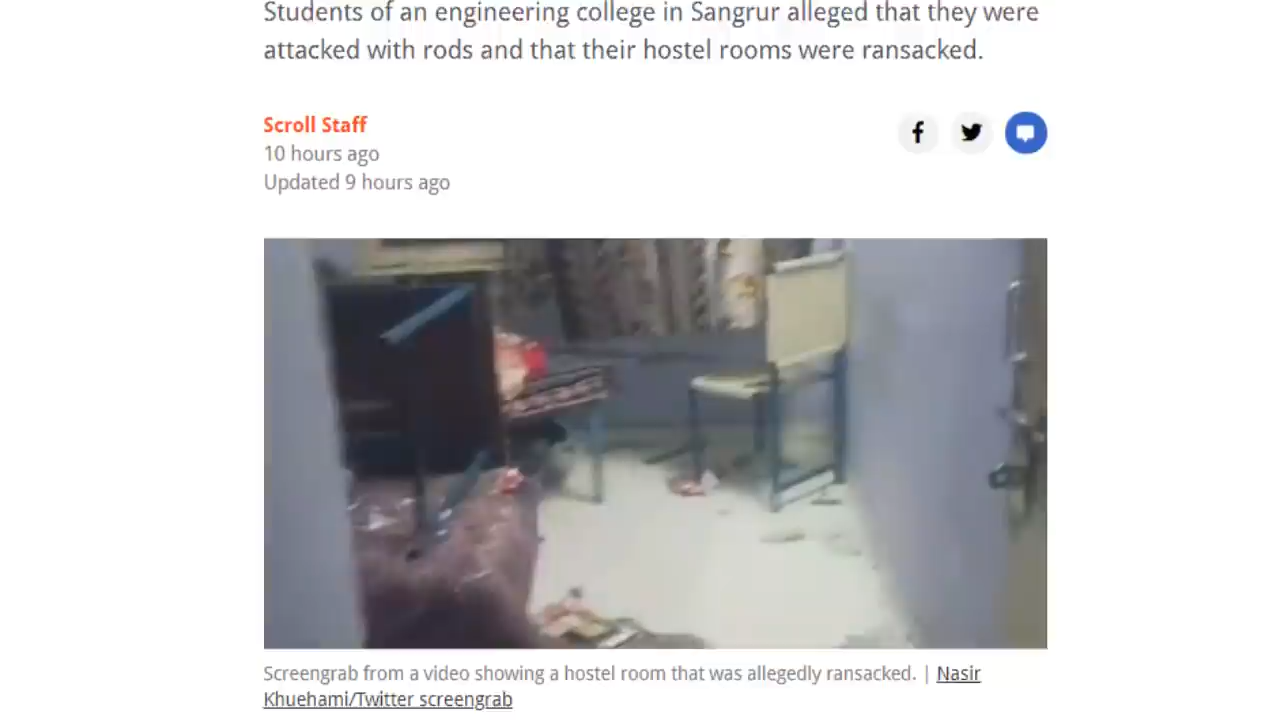 Students of an engineering college in Sangrur alleged that they were
attacked with rods and that their hostel rooms were ransacked.
Scroll Staff
10 hours ago
Updated 9 hours ago
Screengrab from a video showing a hostel room that was allegedly ransacked. | Nasir
Khuehami/Twitter screengrab